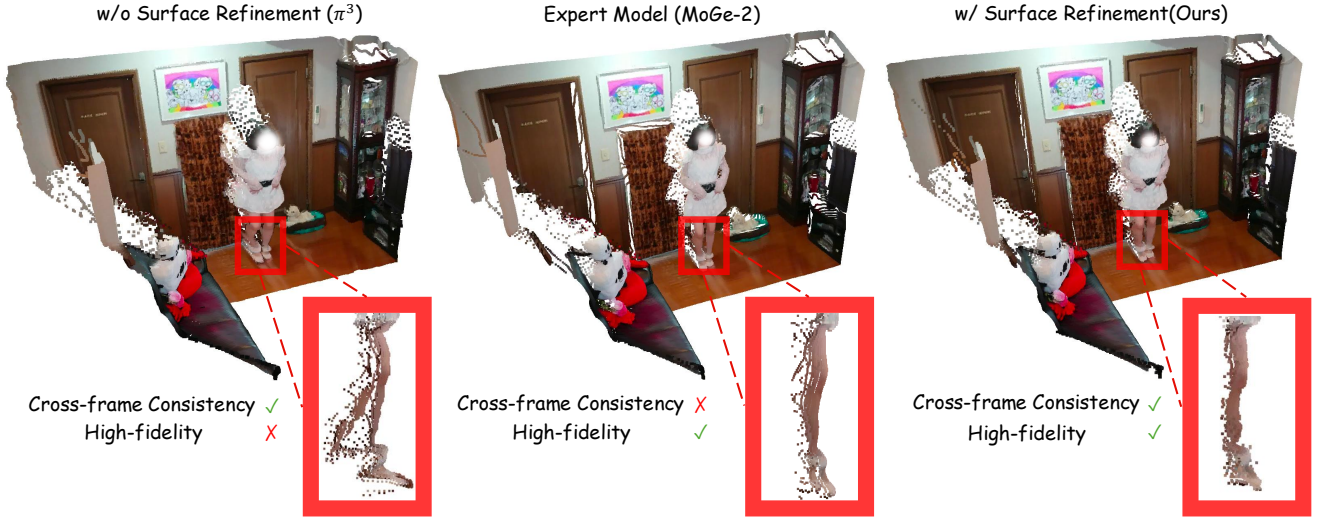 w/o Surface Refinement (π³)
Expert Model (MoGe-2)
w/ Surface Refinement(Ours)
Cross-frame Consistency ✓
High-fidelity ✗
Cross-frame Consistency ✗
High-fidelity ✓
Cross-frame Consistency ✓
High-fidelity ✓